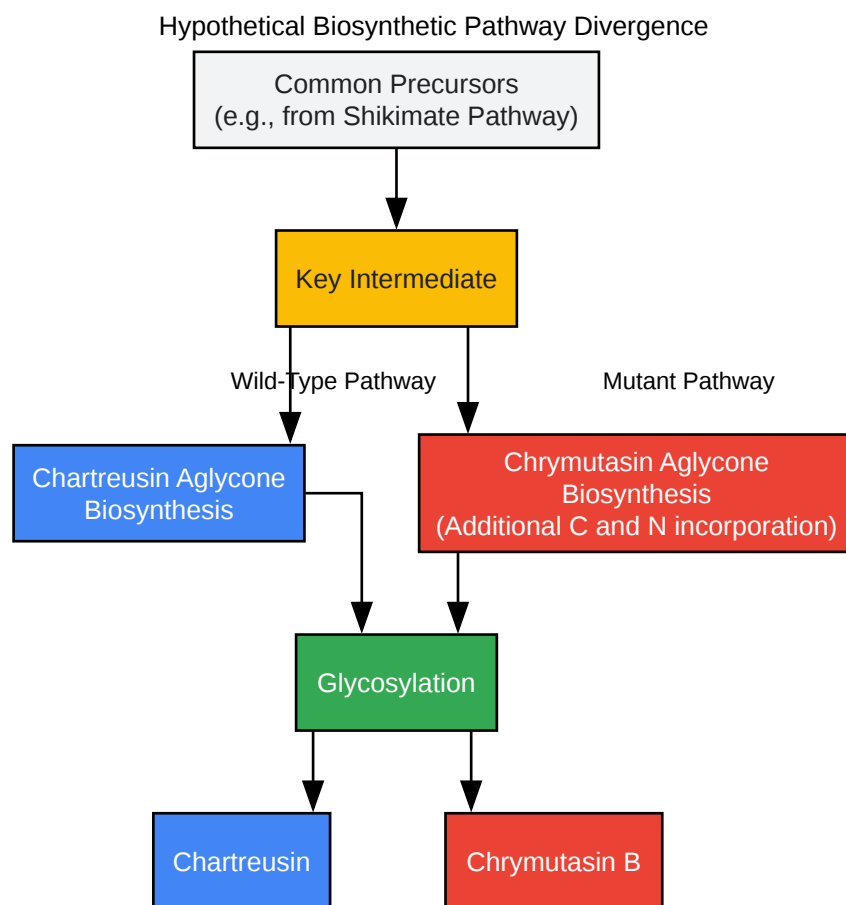 Hypothetical Biosynthetic Pathway Divergence
Common Precursors
(e.g., from Shikimate Pathway)
Key Intermediate
Wild-Type Pathway
Mutant Pathway
Chartreusin Aglycone
Biosynthesis
Chrymutasin Aglycone
Biosynthesis
(Additional C and N incorporation)
Glycosylation
Chartreusin
Chrymutasin B